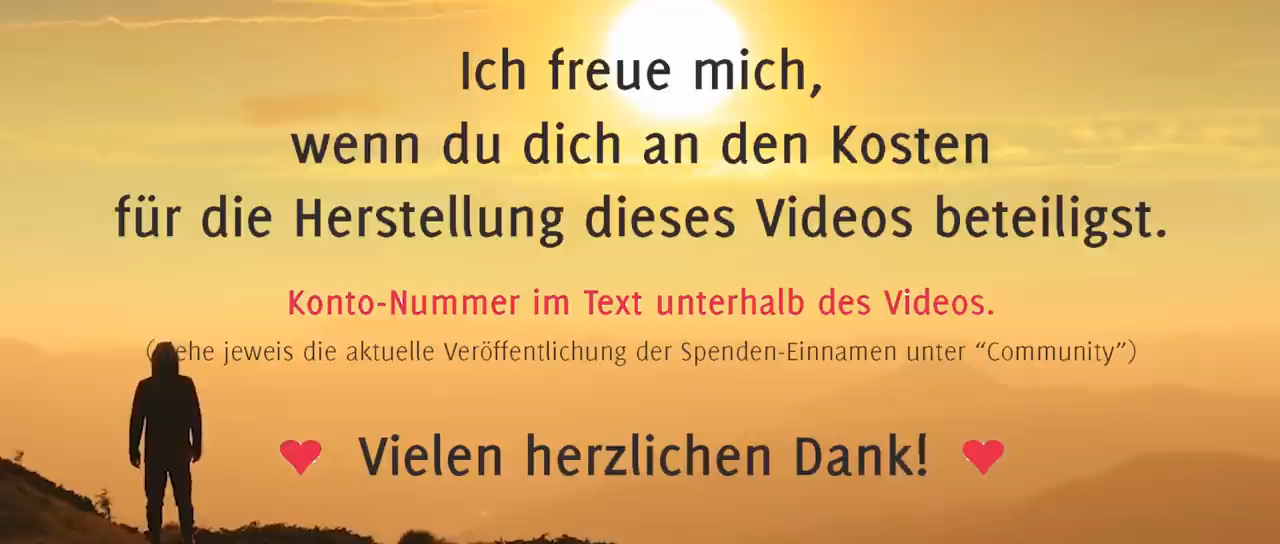 Ich freue mich,
wenn du dich an den Kosten
für die Herstellung dieses Videos beteiligst.
Konto-Nummer im Text unterhalb des Videos.
jeweis die aktuelle Veröffentlichung der Spenden-Einnamen unter “Community”)
Vielen herzlichen Dank!